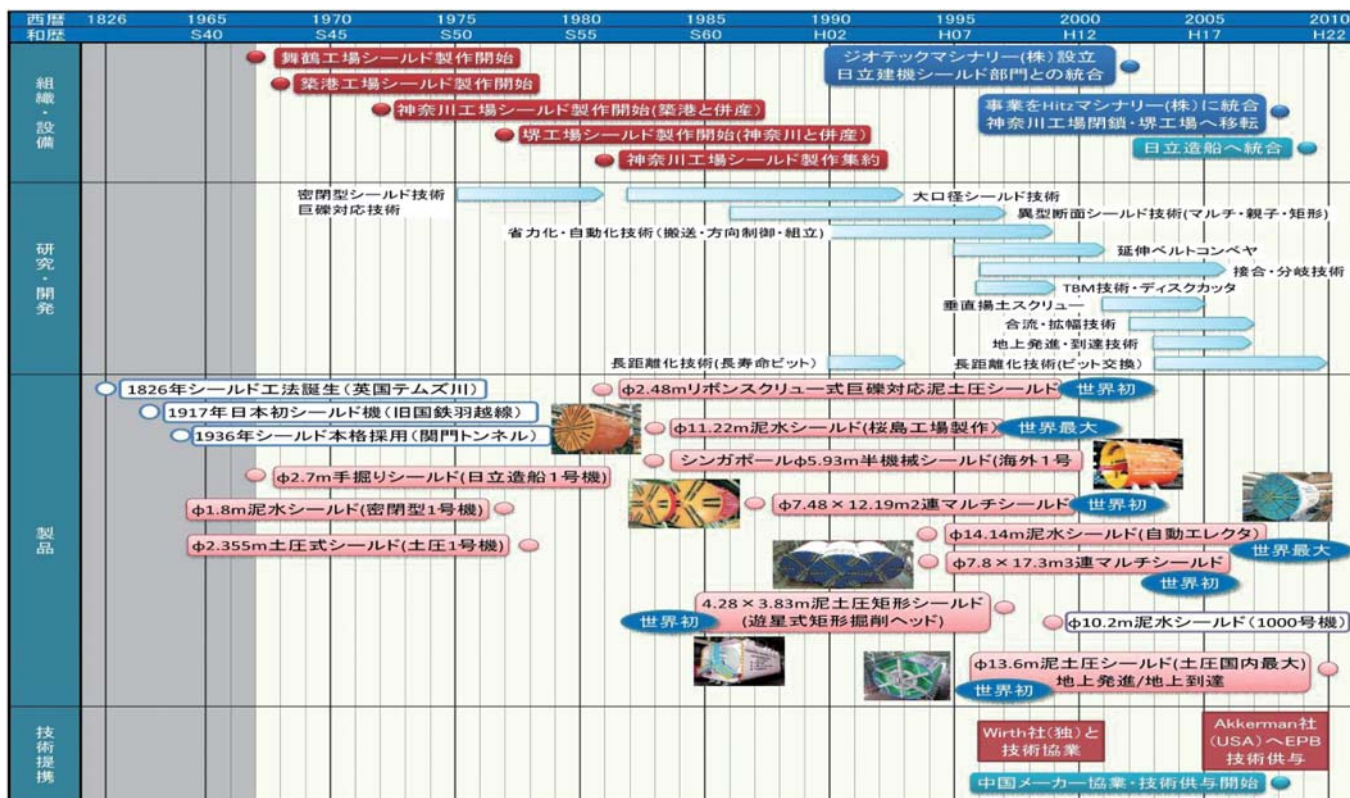 西暦 1826 1965 1970 1975 1980 1985 1990 1995 2000 2005 2010
和歴 S40 S45 S50 S55 S60 H02 H07 H12 H17 H22
組織・設備
舞鶴工場シールド製作開始
築港工場シールド製作開始
神奈川工場シールド製作開始(築港と併産)
堺工場シールド製作開始(神奈川と併産)
神奈川工場シールド製作集約
ジオテックマシナリー(株)設立
日立建機シールド部門との統合
事業をHitzマシナリー(株)に統合
神奈川工場閉鎖・堺工場へ移転
日立造船へ統合
研究・開発
密閉型シールド技術
巨礫対応技術
大口径シールド技術
異型断面シールド技術(マルチ・親子・矩形)
省力化・自動化技術(搬送・方向制御・組立)
延伸ベルトコンベヤ
接合・分岐技術
TBM技術・ディスクカッタ
垂直揚土スクリュー
合流・拡幅技術
地上発進・到達技術
長距離化技術(長寿命ビット)
長距離化技術(ビット交換)
製品
1826年シールド工法誕生(英国テムズ川)
1917年日本初シールド機(旧国鉄羽越線)
1936年シールド本格採用(関門トンネル)
φ2.7m手掘りシールド(日立造船1号機)
φ1.8m泥水シールド(密閉型1号機)
φ2.355m土圧式シールド(土圧1号機)
φ2.48mリボンスクリュー式巨礫対応泥土圧シールド
世界初
φ11.22m泥水シールド(桜島工場製作)
世界最大
シンガポールφ5.93m半機械シールド(海外1号
φ7.48×12.19m2連マルチシールド
世界初
φ14.14m泥水シールド(自動エレクタ
世界最大
φ7.8×17.3m3連マルチシールド
世界初
4.28×3.83m泥土圧矩形シールド
(遊星式矩形掘削ヘッド)
世界初
φ10.2m泥水シールド(1000号機)
φ13.6m泥土圧シールド(土圧国内最大)
地上発進/地上到達
世界初
技術提携
Wirth社(独)と
技術協業
Akkerman社
(USA)へEPB
技術供与
中国メーカー協業・技術供与開始